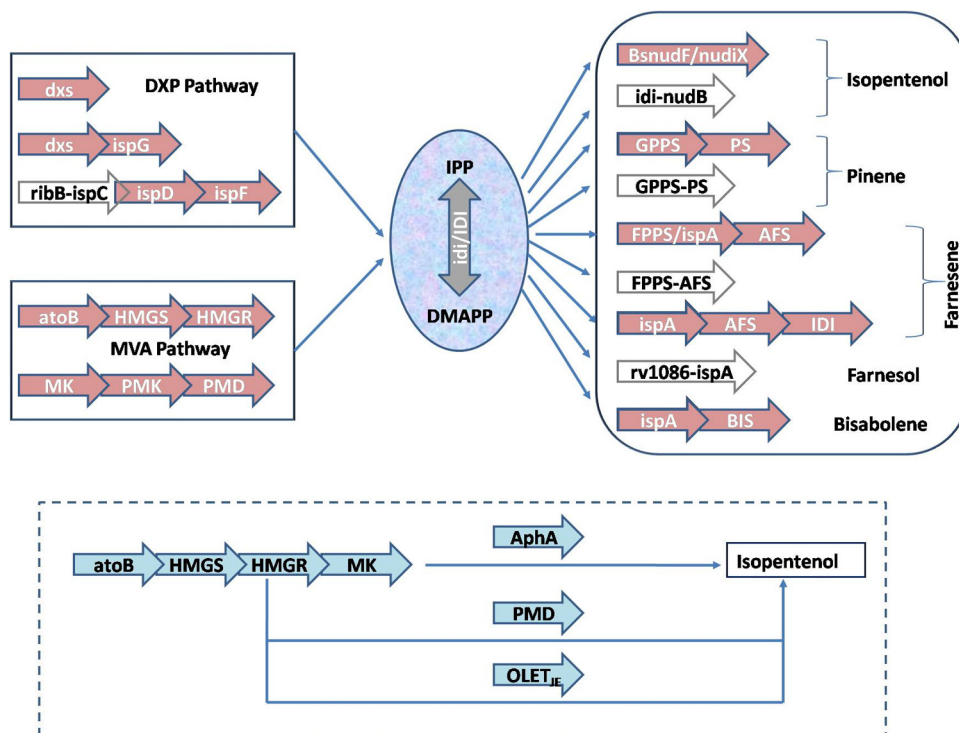 DXP Pathway
dxs
dxs ispG
ribB-ispC ispD ispF
atoB HMGS HMGR
MVA Pathway
MK PMK PMD
IPP
idi/IDI
DMAPP
BsnudF/nudiX
idi-nudB
Isopentenol
GPPS PS
GPPS-PS
Pinene
FPPS/ispA AFS
FPPS-AFS
ispA AFS IDI
Farnesene
rv1086-ispA
Farnesol
ispA BIS
Bisabolene
AphA
atoB HMGS HMGR MK
Isopentenol
PMD
OLETJE